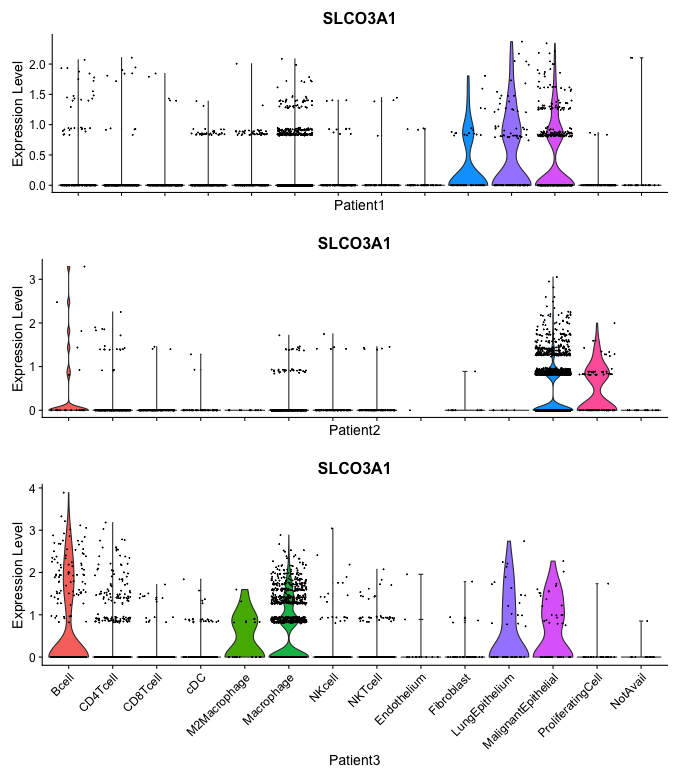 SLCO3A1
Expression Level
2.0
1.5
1.0
0.5
0.0
Patient1
SLCO3A1
Expression Level
3
2
1
0
Patient2
SLCO3A1
Expression Level
4
3
2
1
0
Bcell
CD4Tcell
CD8Tcell
cDC
M2Macrophage
Macrophage
NKcell
NKTcell
Endothelium
Fibroblast
LungEpithelium
MalignantEpithelial
ProliferatingCell
NotAvail
Patient3